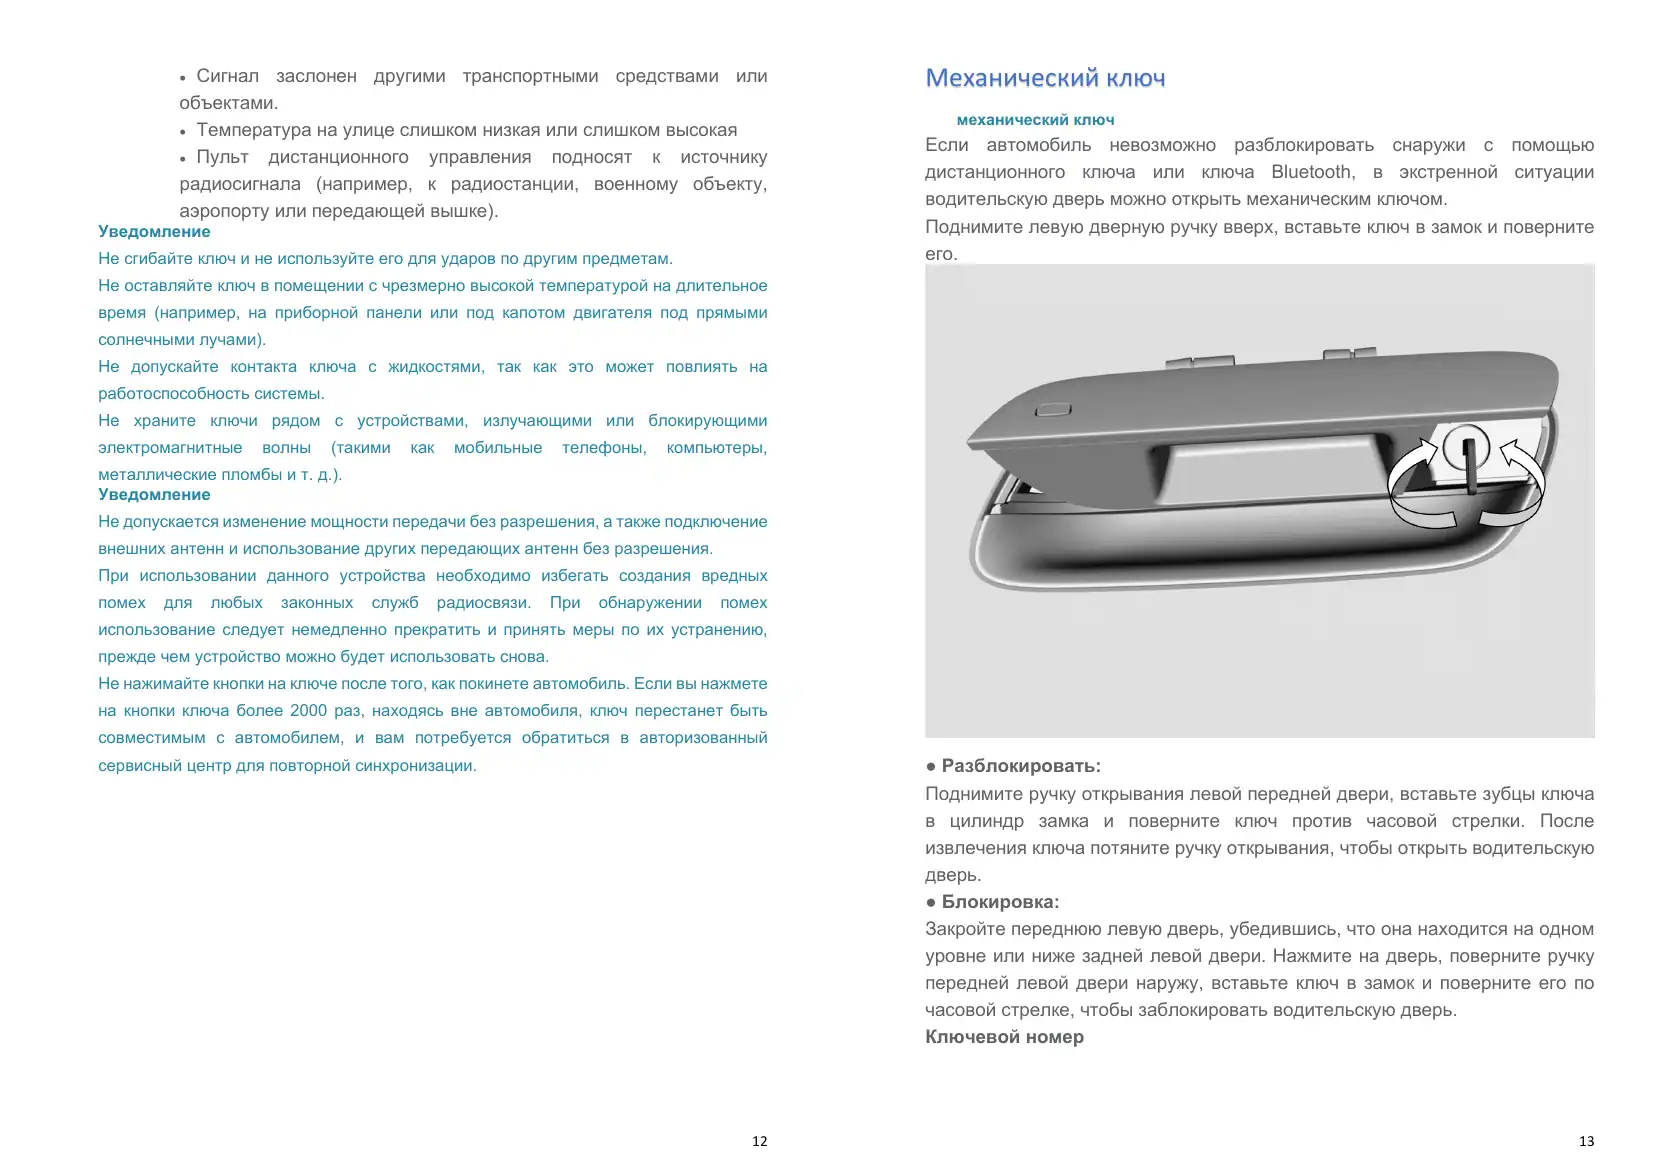 • Сигнал заслонен другими транспортными средствами или
объектами.
• Температура на улице слишком низкая или слишком высокая
• Пульт дистанционного управления подносят к источнику
радиосигнала (например, к радиостанции, военному объекту,
аэропорту или передающей вышке).
Уведомление
Не сгибайте ключ и не используйте его для ударов по другим предметам.
Не оставляйте ключ в помещении с чрезмерно высокой температурой на длительное
время (например, на приборной панели или под капотом двигателя под прямыми
солнечными лучами).
Не допускайте контакта ключа с жидкостями, так как это может повлиять на
работоспособность системы.
Не храните ключи рядом с устройствами, излучающими или блокирующими
электромагнитные волны (такими как мобильные телефоны, компьютеры,
металлические пломбы и т. д.).
Уведомление
Не допускается изменение мощности передачи без разрешения, а также подключение
внешних антенн и использование других передающих антенн без разрешения.
При использовании данного устройства необходимо избегать создания вредных
помех для любых законных служб радиосвязи. При обнаружении помех
использование следует немедленно прекратить и принять меры по их устранению,
прежде чем устройство можно будет использовать снова.
Не нажимайте кнопки на ключе после того, как покинете автомобиль. Если вы нажмете
на кнопки ключа более 2000 раз, находясь вне автомобиля, ключ перестанет быть
совместимым с автомобилем, и вам потребуется обратиться в авторизованный
сервисный центр для повторной синхронизации.
12
Механический ключ
механический ключ
Если автомобиль невозможно разблокировать снаружи с помощью
дистанционного ключа или ключа Bluetooth, в экстренной ситуации
водительскую дверь можно открыть механическим ключом.
Поднимите левую дверную ручку вверх, вставьте ключ в замок и поверните
его.
● Разблокировать:
Поднимите ручку открывания левой передней двери, вставьте зубцы ключа
в цилиндр замка и поверните ключ против часовой стрелки. После
извлечения ключа потяните ручку открывания, чтобы открыть водительскую
дверь.
● Блокировка:
Закройте переднюю левую дверь, убедившись, что она находится на одном
уровне или ниже задней левой двери. Нажмите на дверь, поверните ручку
передней левой двери наружу, вставьте ключ в замок и поверните его по
часовой стрелке, чтобы заблокировать водительскую дверь.
Ключевой номер
13